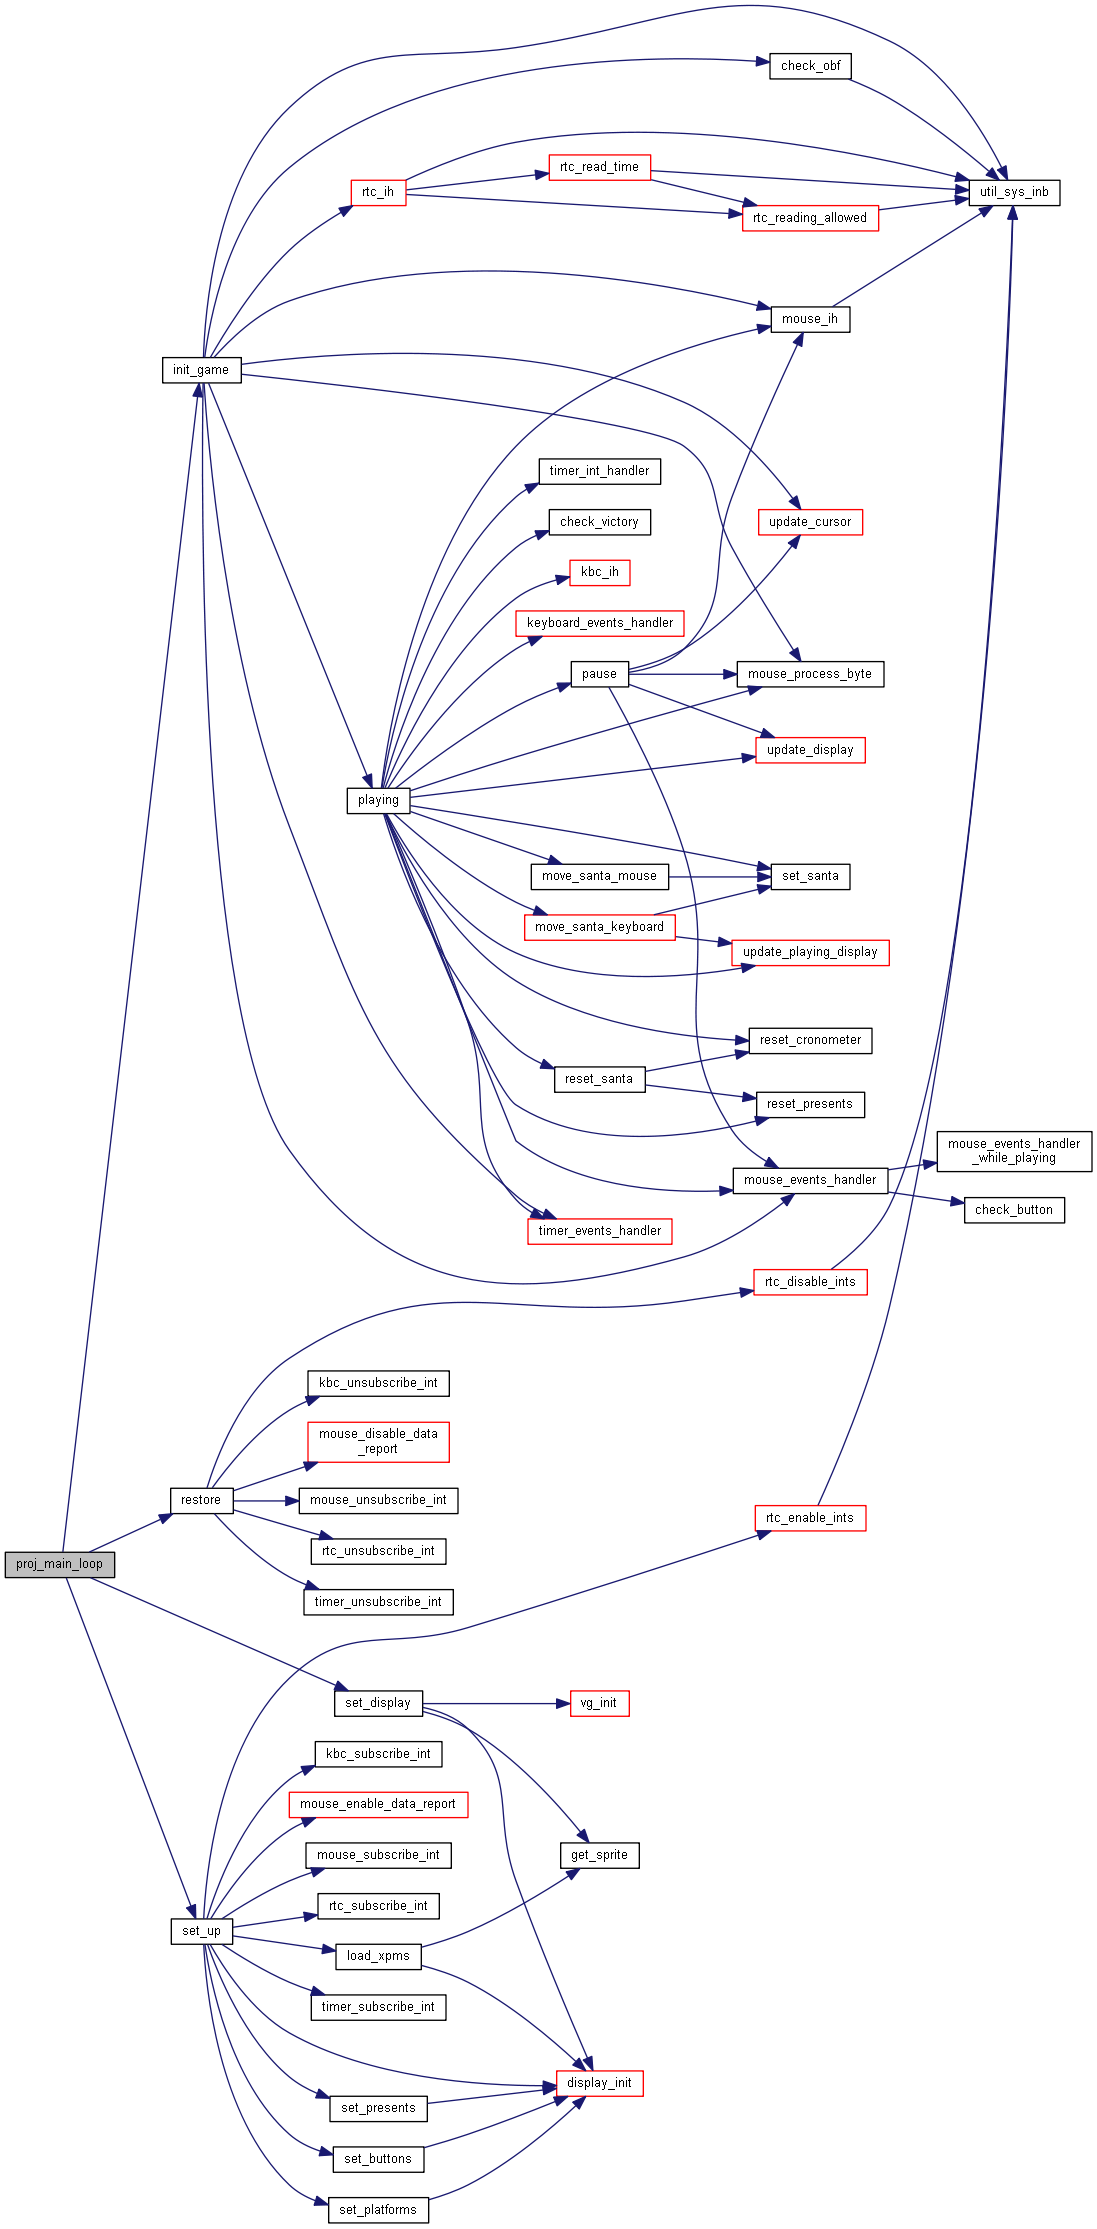 check_obf
rtc_read_time
rtc_ih
util_sys_inb
rtc_reading_allowed
mouse_ih
init_game
timer_int_handler
check_victory
update_cursor
kbc_ih
keyboard_events_handler
pause
mouse_process_byte
update_display
playing
move_santa_mouse
set_santa
move_santa_keyboard
update_playing_display
reset_cronometer
reset_santa
reset_presents
mouse_events_handler
_while_playing
mouse_events_handler
check_button
timer_events_handler
rtc_disable_ints
kbc_unsubscribe_int
mouse_disable_data
_report
restore
mouse_unsubscribe_int
rtc_enable_ints
rtc_unsubscribe_int
proj_main_loop
timer_unsubscribe_int
set_display
vg_init
kbc_subscribe_int
mouse_enable_data_report
mouse_subscribe_int
get_sprite
rtc_subscribe_int
set_up
load_xpms
timer_subscribe_int
display_init
set_presents
set_buttons
set_platforms